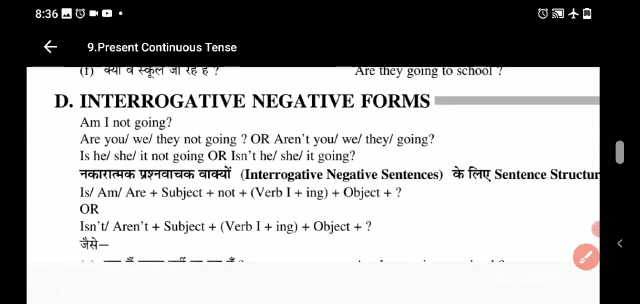 8:36
9.Present Continuous Tense
(f) क्या वे स्कूल जा रहे हैं ? Are they going to school ?
D. INTERROGATIVE NEGATIVE FORMS
Am I not going?
Are you/ we/ they not going ? OR Aren't you/ we/ they/ going?
Is he/ she/ it not going OR Isn't he/ she/ it going?
नकारात्मक प्रश्नवाचक वाक्यों (Interrogative Negative Sentences) के लिए Sentence Structur
Is/ Am/ Are + Subject + not + (Verb I + ing) + Object + ?
OR
Isn't/ Aren't + Subject + (Verb I + ing) + Object + ?
जैसे—